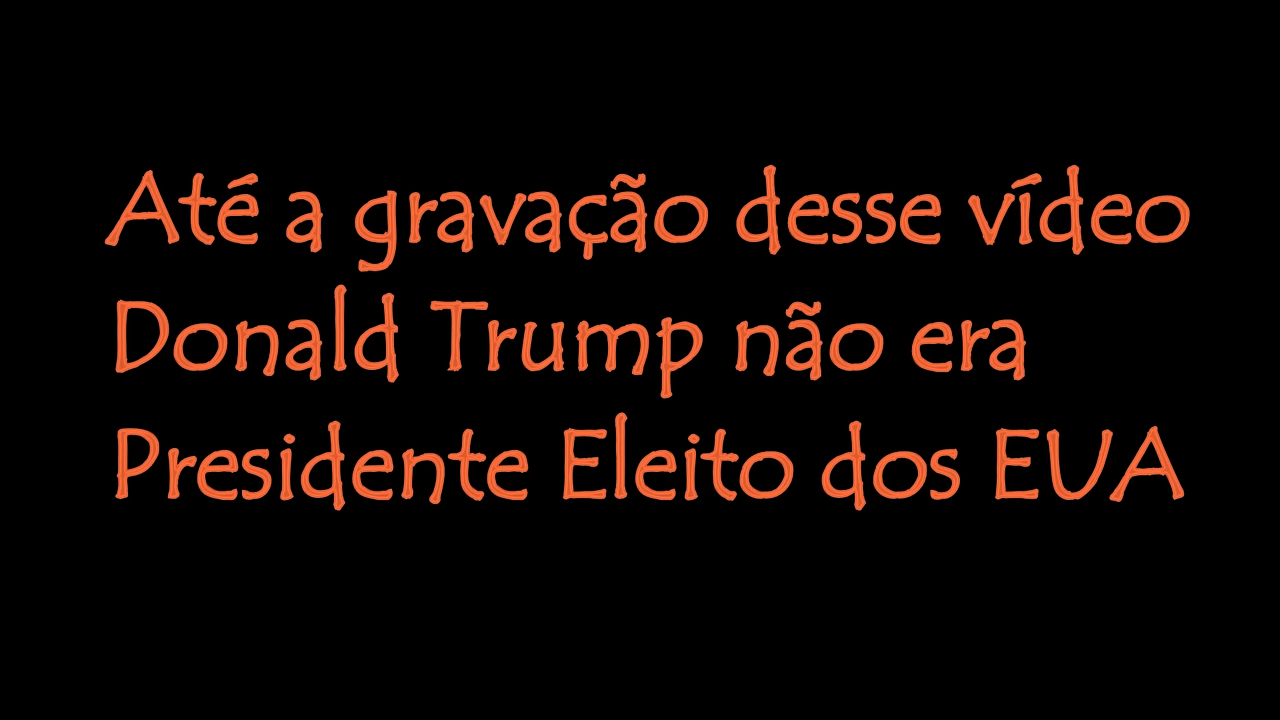 Até a gravação desse vídeo
Donald Trump não era
Presidente Eleito dos EUA